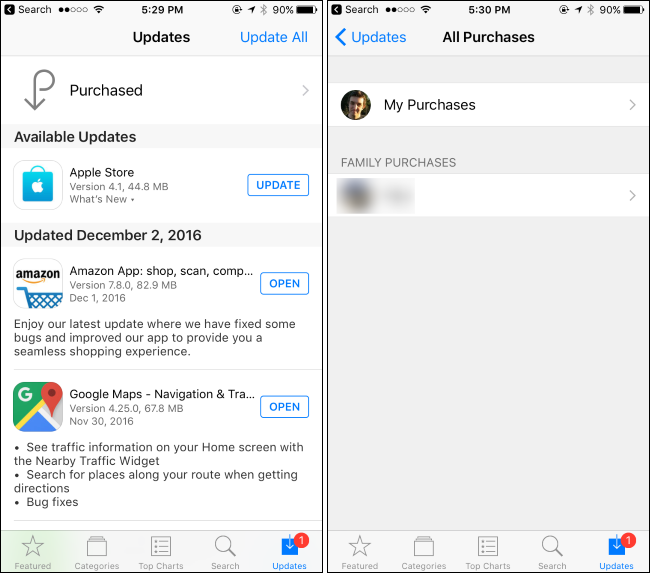 Search 5:29 PM 90%
Updates Update All
Purchased
Available Updates
Apple Store
Version 4.1, 44.8 MB
What's New •
UPDATE
Updated December 2, 2016
amazon
Amazon App: shop, scan, comp...
Version 7.8.0, 82.9 MB
Dec 1, 2016
OPEN
Enjoy our latest update where we have fixed some
bugs and improved our app to provide you a
seamless shopping experience.
G
Google Maps - Navigation & Tra...
Version 4.25.0, 67.8 MB
Nov 30, 2016
OPEN
• See traffic information on your Home screen with
the Nearby Traffic Widget
• Search for places along your route when getting
directions
• Bug fixes
1
Featured Categories Top Charts Search Updates
Search 5:30 PM 90%
Updates All Purchases
My Purchases
FAMILY PURCHASES
1
Featured Categories Top Charts Search Updates